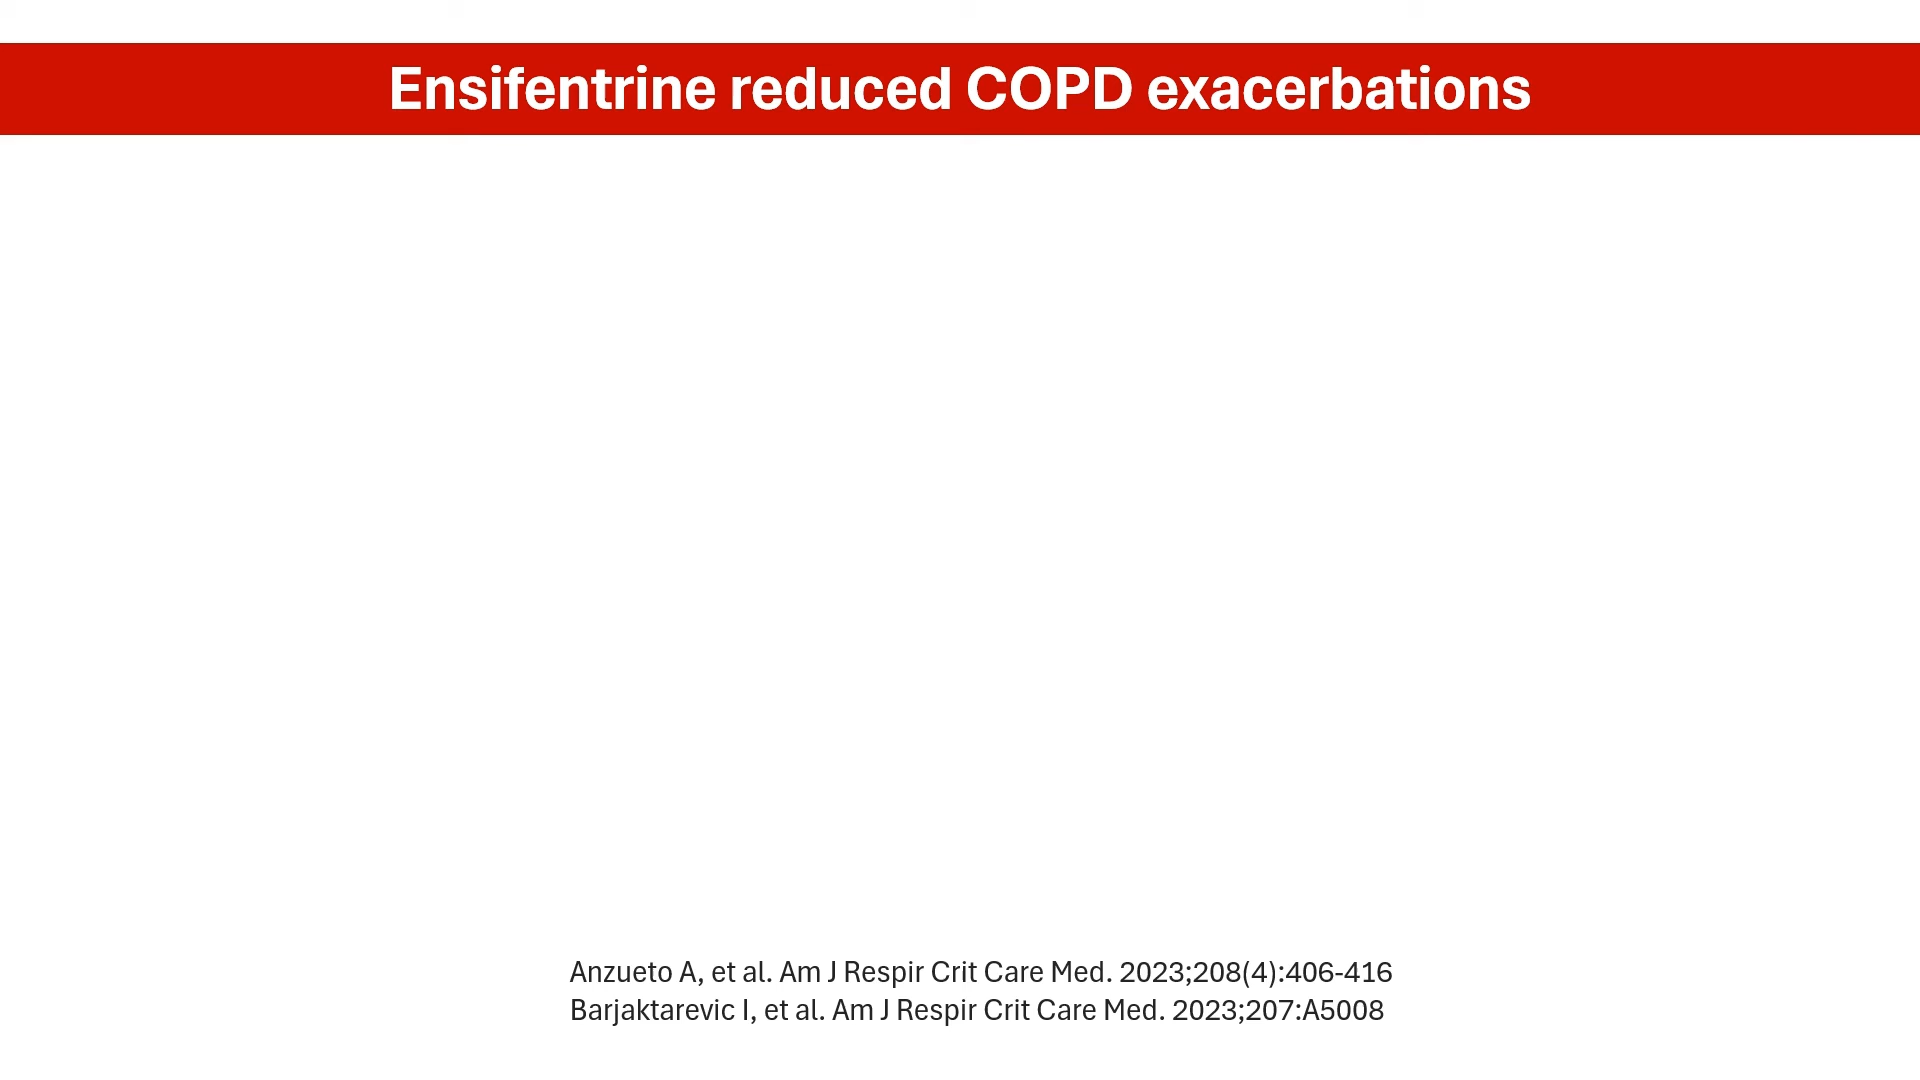 Ensifentrine reduced COPD exacerbations
Anzueto A, et al. Am J Respir Crit Care Med. 2023;208(4):406-416
Barjaktarevic I, et al. Am J Respir Crit Care Med. 2023;207:A5008